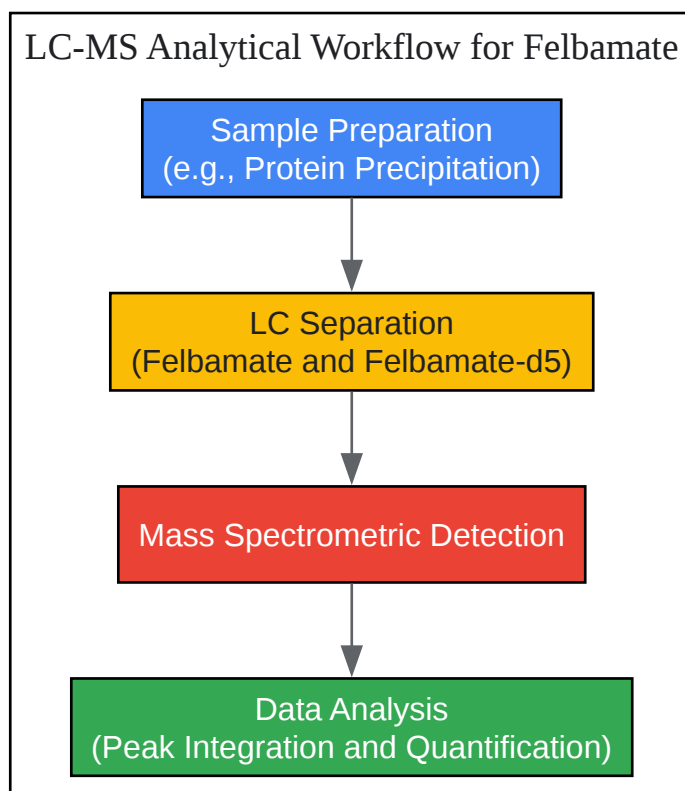 LC-MS Analytical Workflow for Felbamate
Sample Preparation
(e.g., Protein Precipitation)
LC Separation
(Felbamate and Felbamate-d5)
Mass Spectrometric Detection
Data Analysis
(Peak Integration and Quantification)